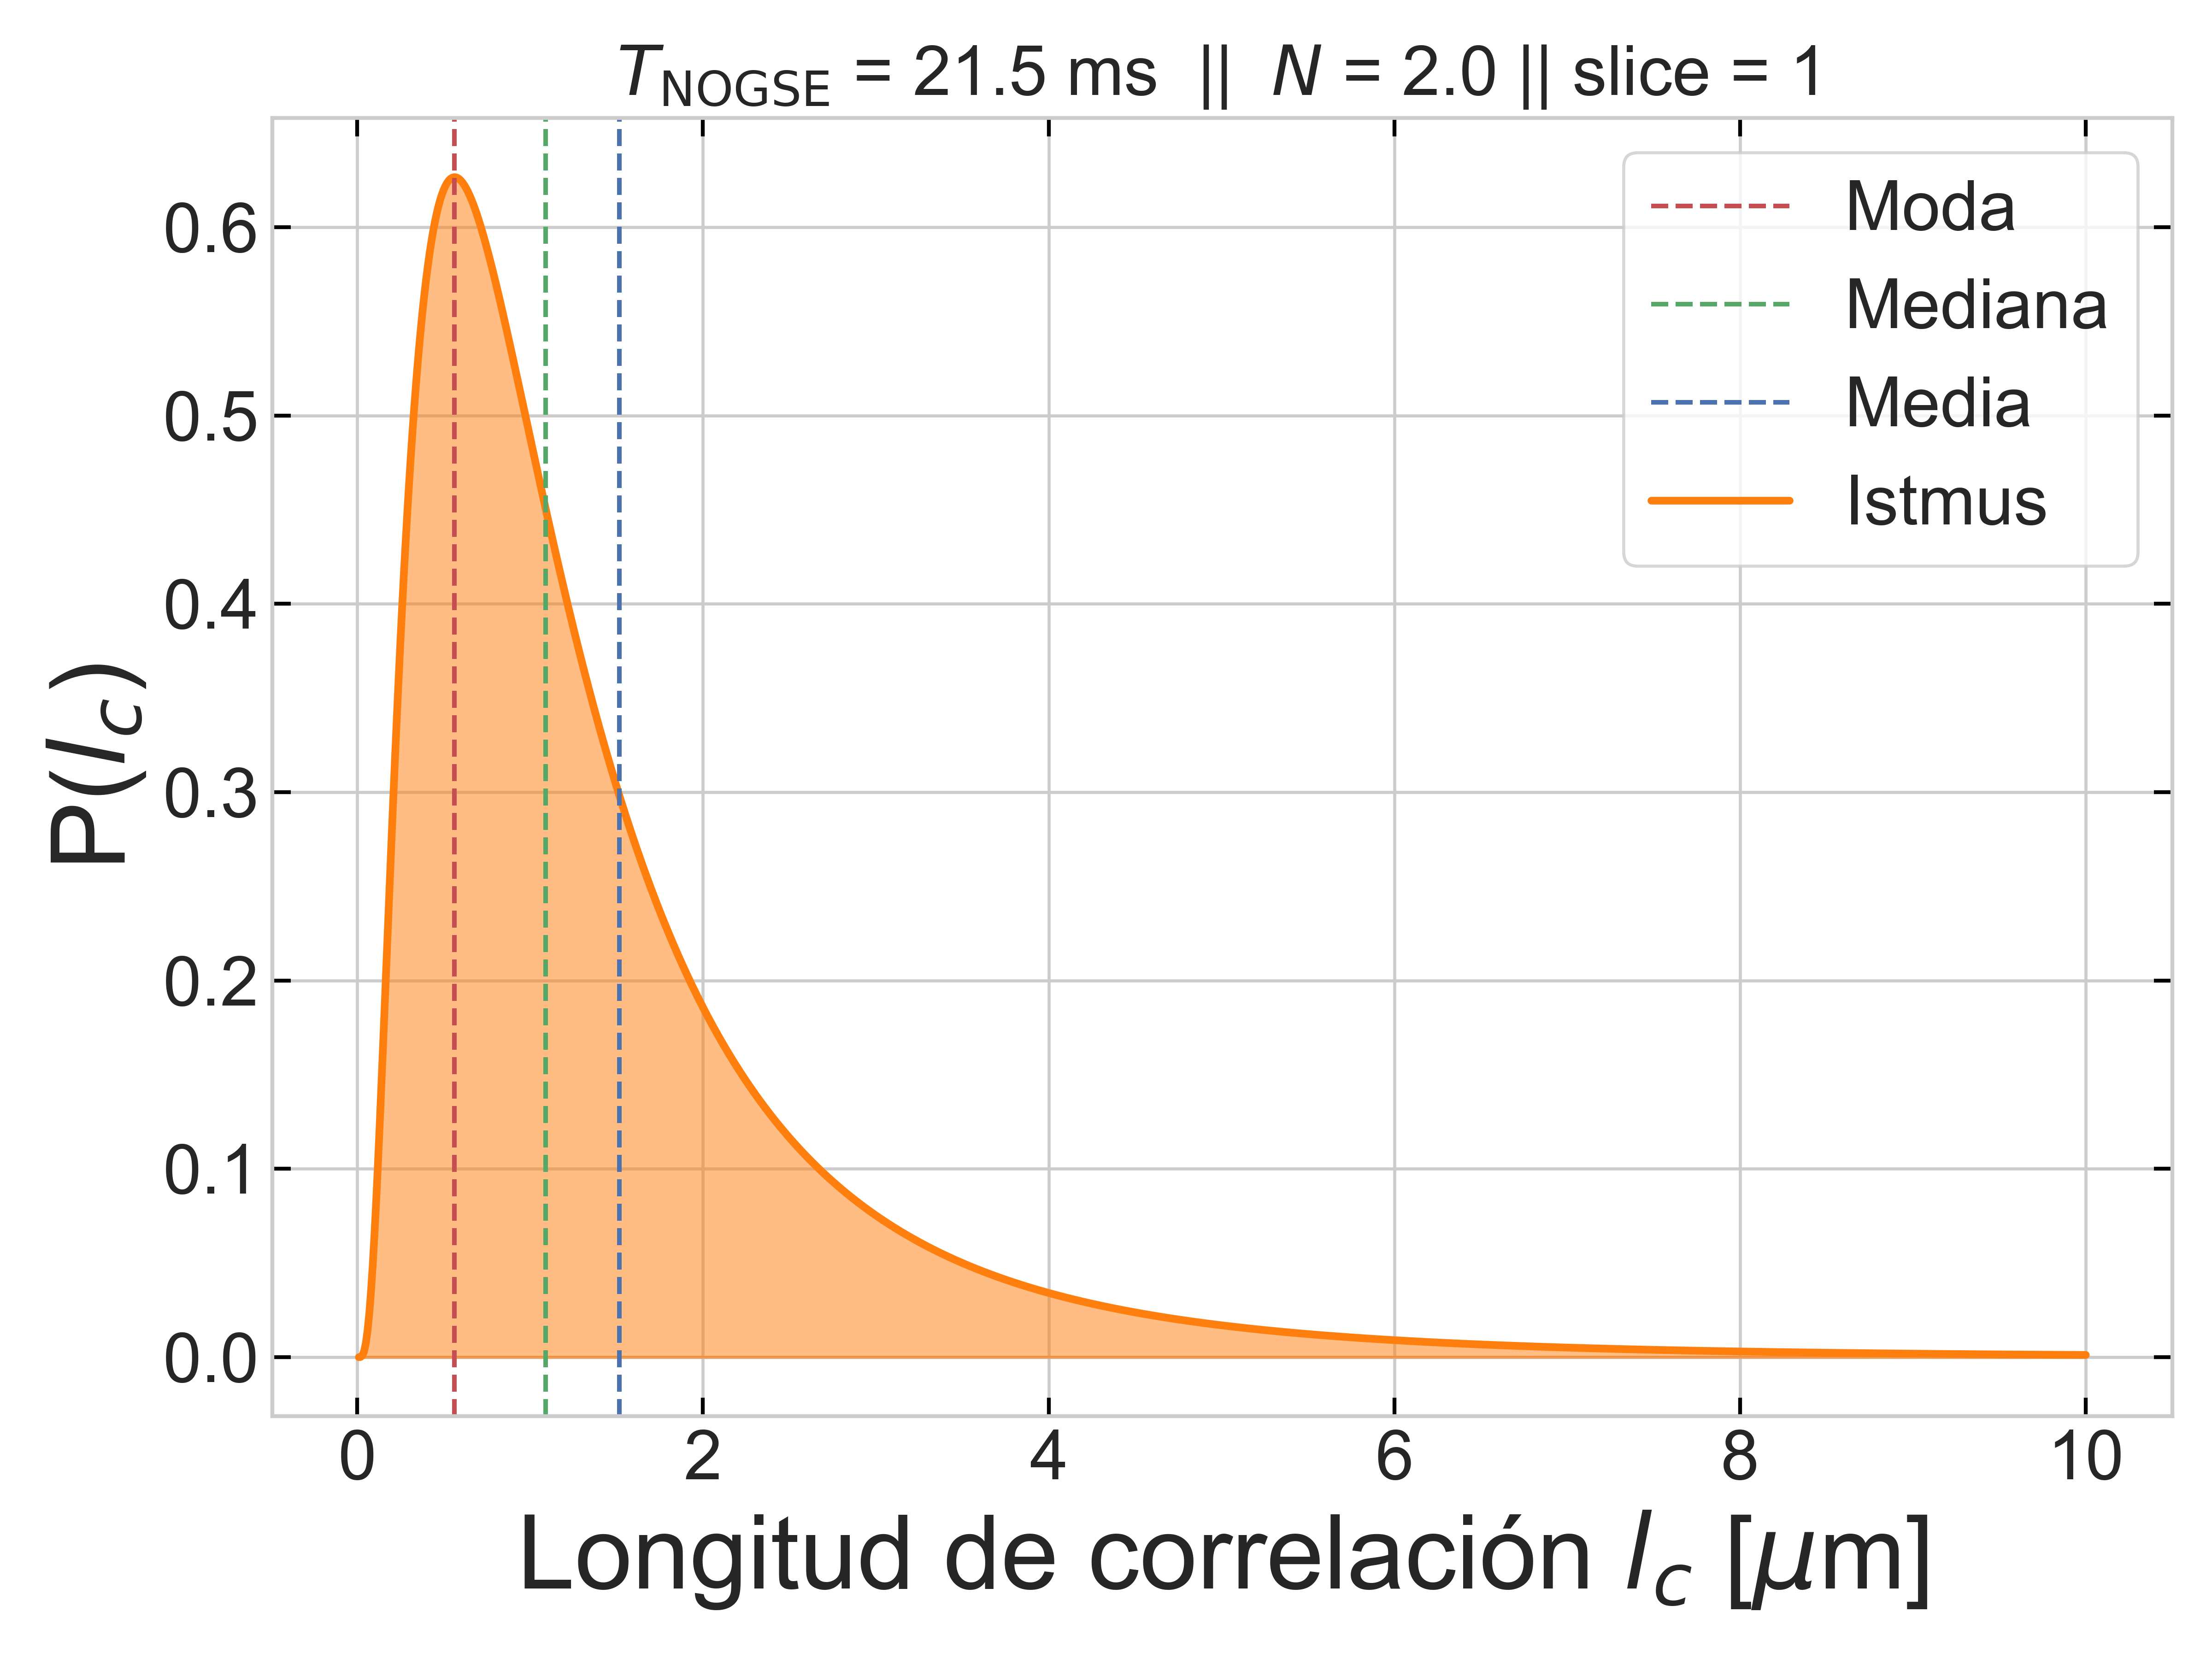 T_NOGSE = 21.5 ms || N = 2.0 || slice = 1
Moda
Mediana
Media
Istmus
P(l_c)
0.6
0.5
0.4
0.3
0.2
0.1
0.0
0 2 4 6 8 10
Longitud de correlación l_c [μm]